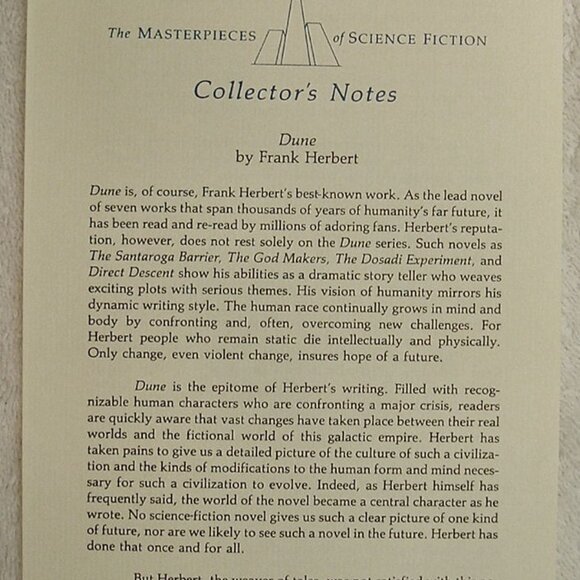 The MASTERPIECES of SCIENCE FICTION
Collector's Notes
Dune
by Frank Herbert
Dune is, of course, Frank Herbert's best-known work. As the lead novel
of seven works that span thousands of years of humanity's far future, it
has been read and re-read by millions of adoring fans. Herbert's reputa-
tion, however, does not rest solely on the Dune series. Such novels as
The Santaroga Barrier, The God Makers, The Dosadi Experiment, and
Direct Descent show his abilities as a dramatic story teller who weaves
exciting plots with serious themes. His vision of humanity mirrors his
dynamic writing style. The human race continually grows in mind and
body by confronting and, often, overcoming new challenges. For
Herbert people who remain static die intellectually and physically.
Only change, even violent change, insures hope of a future.
Dune is the epitome of Herbert's writing. Filled with recog-
nizable human characters who are confronting a major crisis, readers
are quickly aware that vast changes have taken place between their real
worlds and the fictional world of this galactic empire. Herbert has
taken pains to give us a detailed picture of the culture of such a civiliza-
tion and the kinds of modifications to the human form and mind neces-
sary for such a civilization to evolve. Indeed, as Herbert himself has
frequently said, the world of the novel became a central character as he
wrote. No science-fiction novel gives us such a clear picture of one kind
of future, nor are we likely to see such a novel in the future. Herbert has
done that once and for all.
But Herbert, the weaver of tales, was not satisfied with this